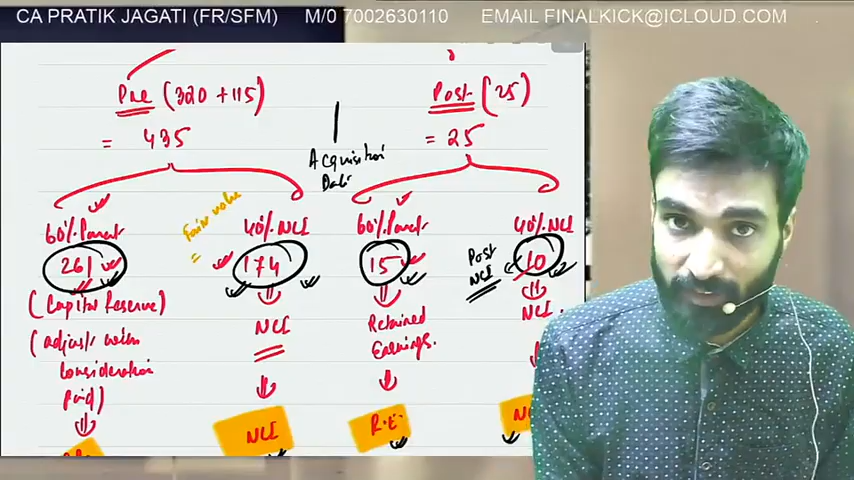 CA PRATIK JAGATI (FR/SFM) M/0 7002630110 EMAIL FINALKICK@ICLOUD.COM
Pre (320 + 115)
= 435
Acquisition
Date
Post (25)
= 25
60% Parent
261
(Capital Reserve)
(adjust with
consideration
paid)
Fair value
=
40% NCI
174
NCI
NCI
60% Parent
15
Retained
Earnings.
R.E.
Post
NCI
40% NCI
10
NCI.